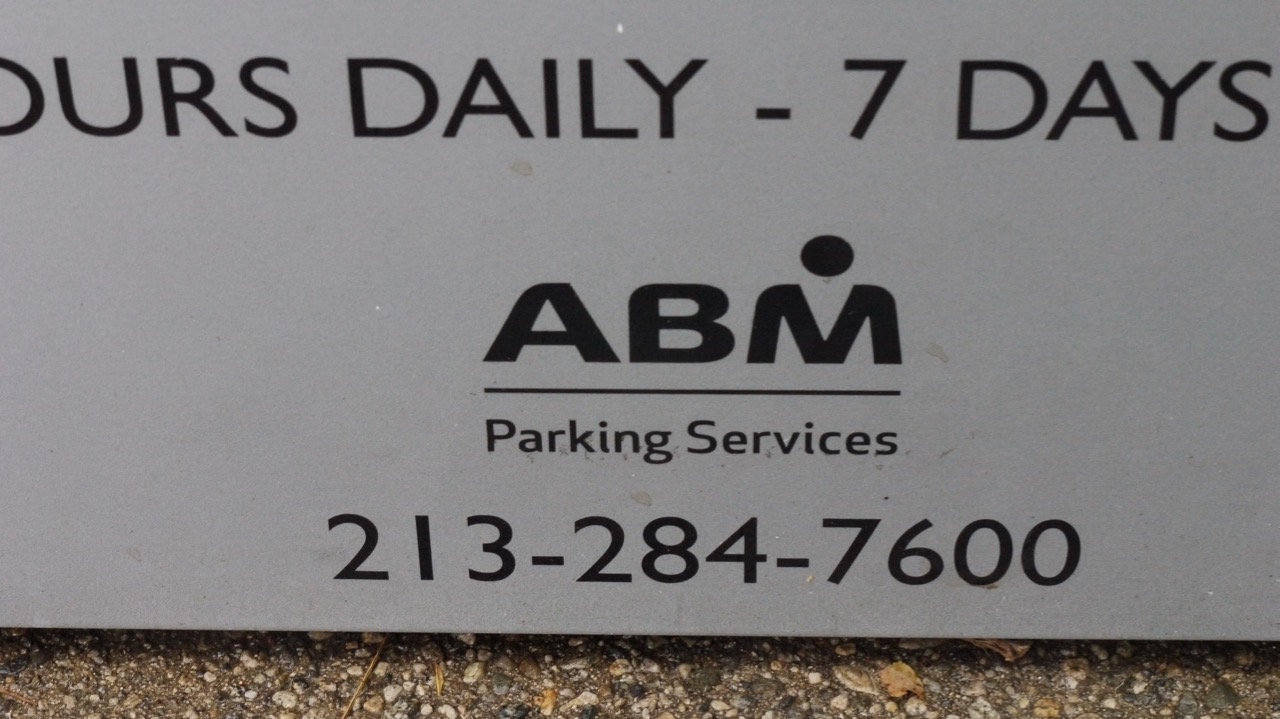 OURS DAILY - 7 DAYS
ABM
Parking Services
213-284-7600